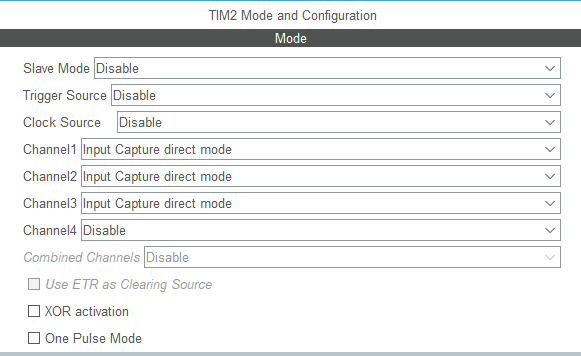 TIM2 Mode and Configuration
Mode
Slave Mode Disable
Trigger Source Disable
Clock Source Disable
Channel1 Input Capture direct mode
Channel2 Input Capture direct mode
Channel3 Input Capture direct mode
Channel4 Disable
Combined Channels Disable
Use ETR as Clearing Source
XOR activation
One Pulse Mode